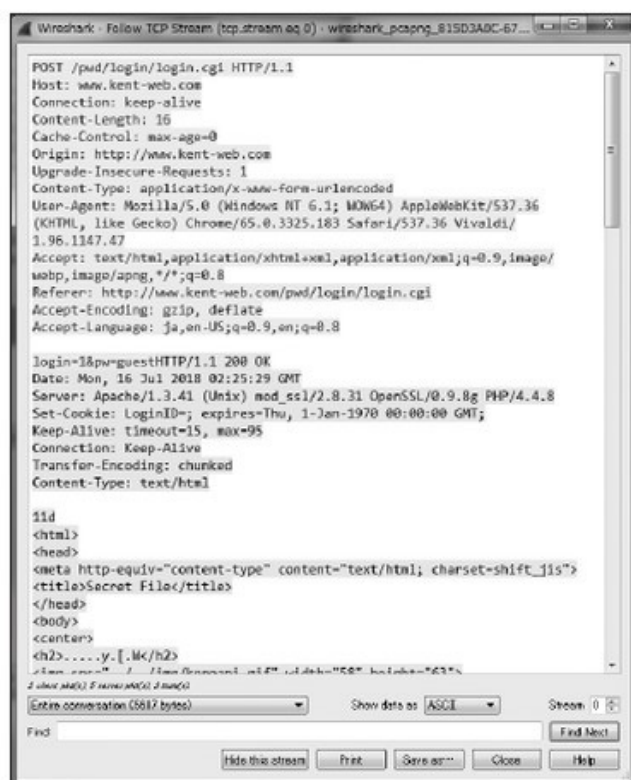 Wireshark - Follow TCP Stream (tcp.stream eq 0) - wireshark_pcapng_815D3A0C-67...
POST /pwd/login/login.cgi HTTP/1.1
Host: www.kent-web.com
Connection: keep-alive
Content-Length: 16
Cache-Control: max-age=0
Origin: http://www.kent-web.com
Upgrade-Insecure-Requests: 1
Content-Type: application/x-www-form-urlencoded
User-Agent: Mozilla/5.0 (Windows NT 6.1; WOW64) AppleWebKit/537.36
(KHTML, like Gecko) Chrome/65.0.3325.183 Safari/537.36 Vivaldi/
1.96.1147.47
Accept: text/html,application/xhtml+xml,application/xml;q=0.9,image/
webp,image/apng,*/*;q=0.8
Referer: http://www.kent-web.com/pwd/login/login.cgi
Accept-Encoding: gzip, deflate
Accept-Language: ja,en-US;q=0.9,en;q=0.8
login=1&pw=guestHTTP/1.1 200 OK
Date: Mon, 16 Jul 2018 02:25:29 GMT
Server: Apache/1.3.41 (Unix) mod_ssl/2.8.31 OpenSSL/0.9.8g PHP/4.4.8
Set-Cookie: LoginID=; expires=Thu, 1-Jan-1970 00:00:00 GMT;
Keep-Alive: timeout=15, max=95
Connection: Keep-Alive
Transfer-Encoding: chunked
Content-Type: text/html
11d
<html>
<head>
<meta http-equiv="content-type" content="text/html; charset=shift_jis">
<title>Secret File</title>
</head>
<body>
<center>
<h2>.....y.[.W</h2>
Entire conversation (5617 bytes)
Show data as ASCII
Stream 0
Find:
Find Next
Hide this stream
Print
Save as…
Close
Help